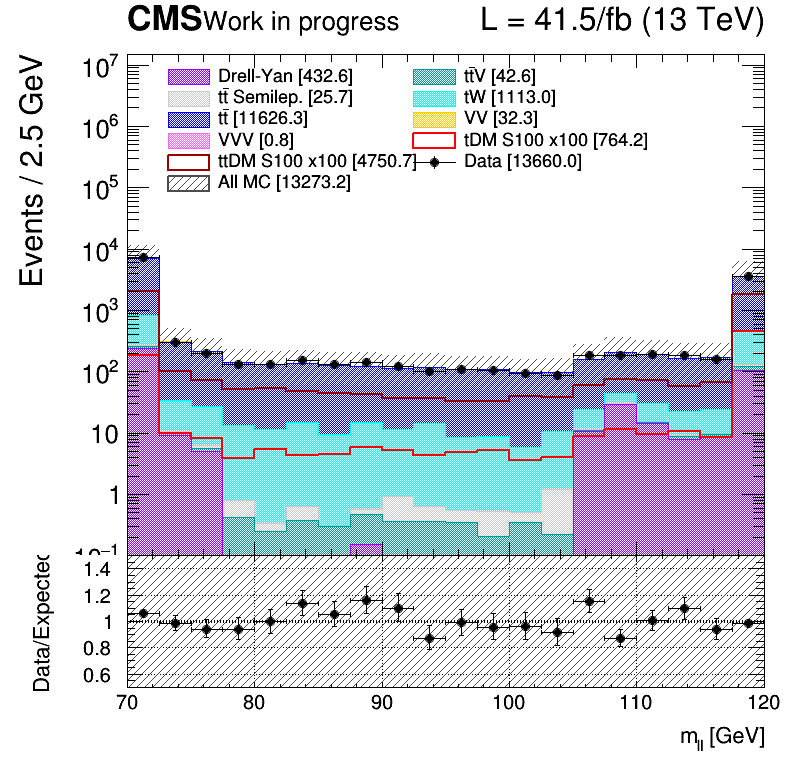 CMS Work in progress L = 41.5/fb (13 TeV)
Events / 2.5 GeV
10⁷
10⁶
10⁵
10⁴
10³
10²
10
1
10⁻¹
Drell-Yan [432.6]
tt̄V [42.6]
tt̄ Semilep. [25.7]
tW [1113.0]
tt̄ [11626.3]
VV [32.3]
VVV [0.8]
tDM S100 x100 [764.2]
ttDM S100 x100 [4750.7]
Data [13660.0]
All MC [13273.2]
Data/Expected
1.4
1.2
1
0.8
0.6
70 80 90 100 110 120
m_ll [GeV]